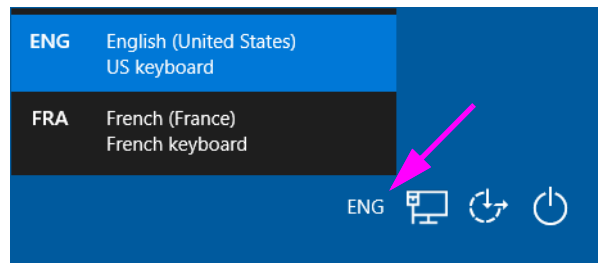 ENG English (United States)
US keyboard
FRA French (France)
French keyboard
ENG